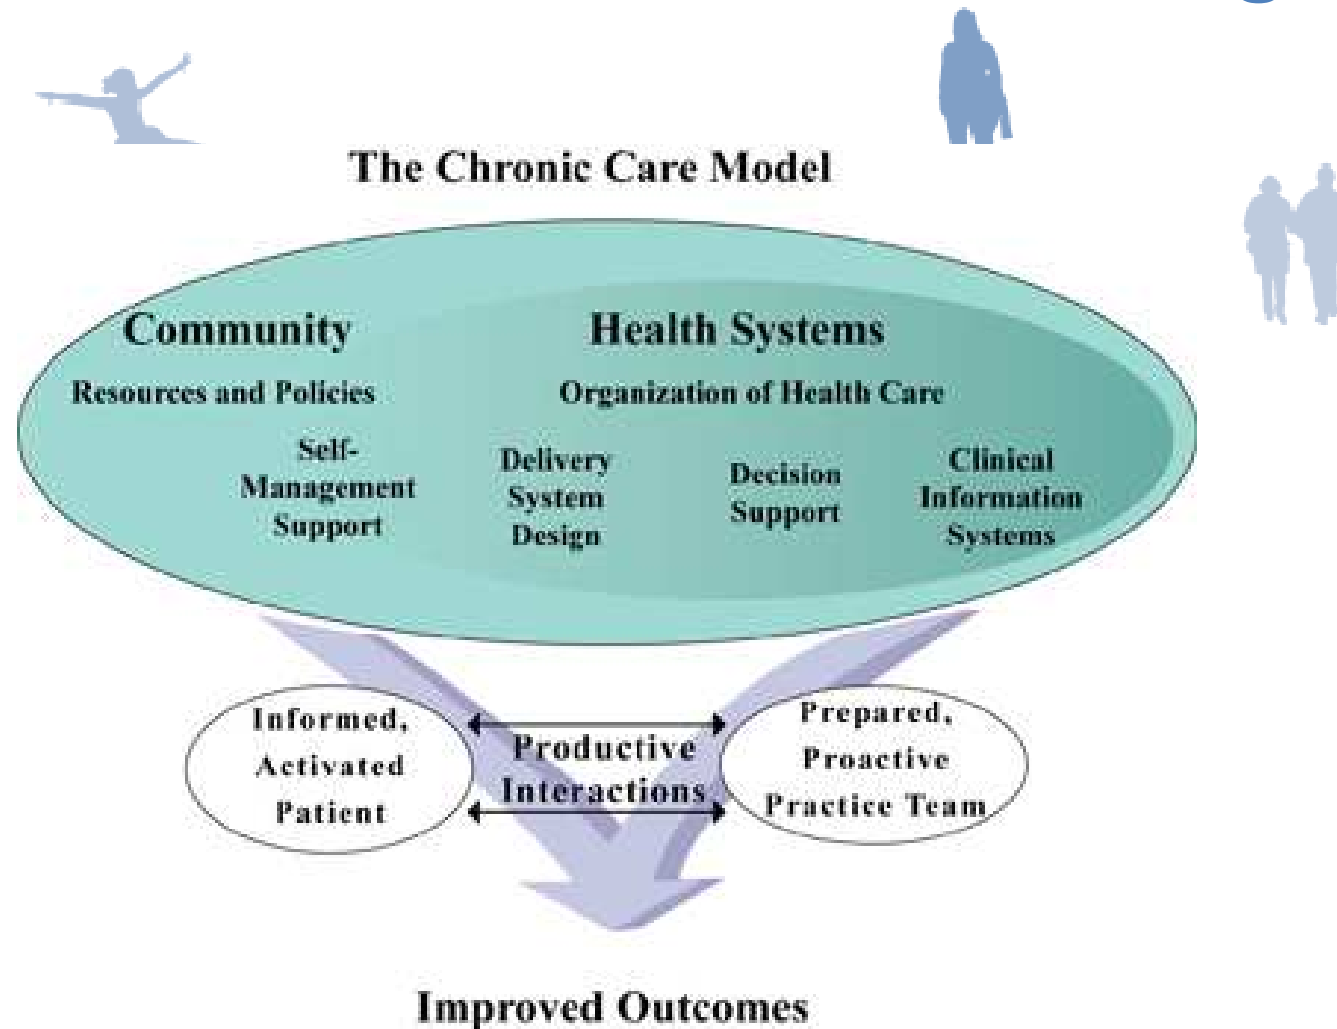 The Chronic Care Model
Community
Health Systems
Resources and Policies
Organization of Health Care
Self-
Management
Support
Delivery
System
Design
Decision
Support
Clinical
Information
Systems
Informed,
Activated
Patient
Productive
Interactions
Prepared,
Proactive
Practice Team
Improved Outcomes